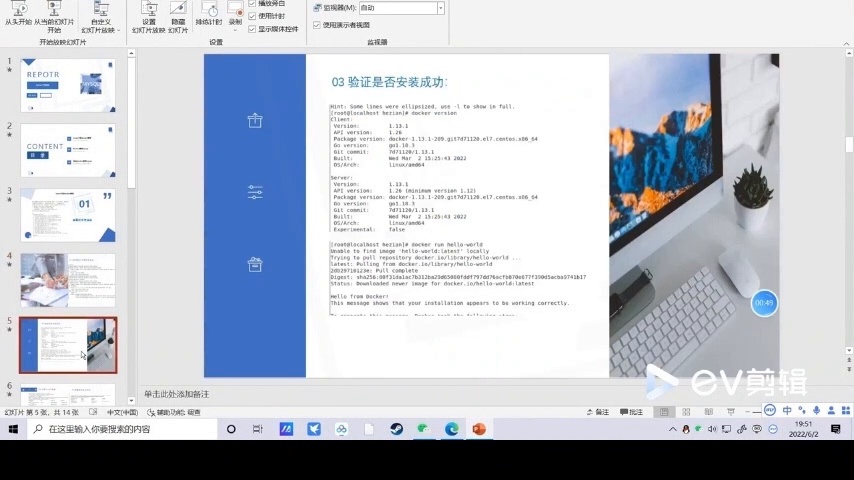 从头开始 从当前幻灯片
开始
自定义
幻灯片放映
设置
幻灯片放映
隐藏
幻灯片
排练计时 录制
播放旁白
使用计时
显示媒体控件
监视器(M): 自动
使用演示者视图
开始放映幻灯片
设置
监视器
1
REPOTR
2
CONTENT
目 录
3
01
4
5
6
03 验证是否安装成功:
Hint: Some lines were ellipsized, use -l to show in full.
[root@localhost hezian]# docker version
Client:
Version: 1.13.1
API version: 1.26
Package version: docker-1.13.1-209.git7d71120.el7.centos.x86_64
Go version: go1.10.3
Git commit: 7d71120/1.13.1
Built: Wed Mar 2 15:25:43 2022
OS/Arch: linux/amd64
Server:
Version: 1.13.1
API version: 1.26 (minimum version 1.12)
Package version: docker-1.13.1-209.git7d71120.el7.centos.x86_64
Go version: go1.10.3
Git commit: 7d71120/1.13.1
Built: Wed Mar 2 15:25:43 2022
OS/Arch: linux/amd64
Experimental: false
[root@localhost hezian]# docker run hello-world
Unable to find image 'hello-world:latest' locally
Trying to pull repository docker.io/library/hello-world ...
latest: Pulling from docker.io/library/hello-world
2db29710123e: Pull complete
Status: Downloaded newer image for docker.io/hello-world:latest
Hello from Docker!
This message shows that your installation appears to be working correctly.
00:45
EV剪辑
单击此处添加备注
幻灯片 第 5 张, 共 14 张 中文(中国) 辅助功能: 调查
备注 批注
中
在这里输入你要搜索的内容
19:51
2022/6/2